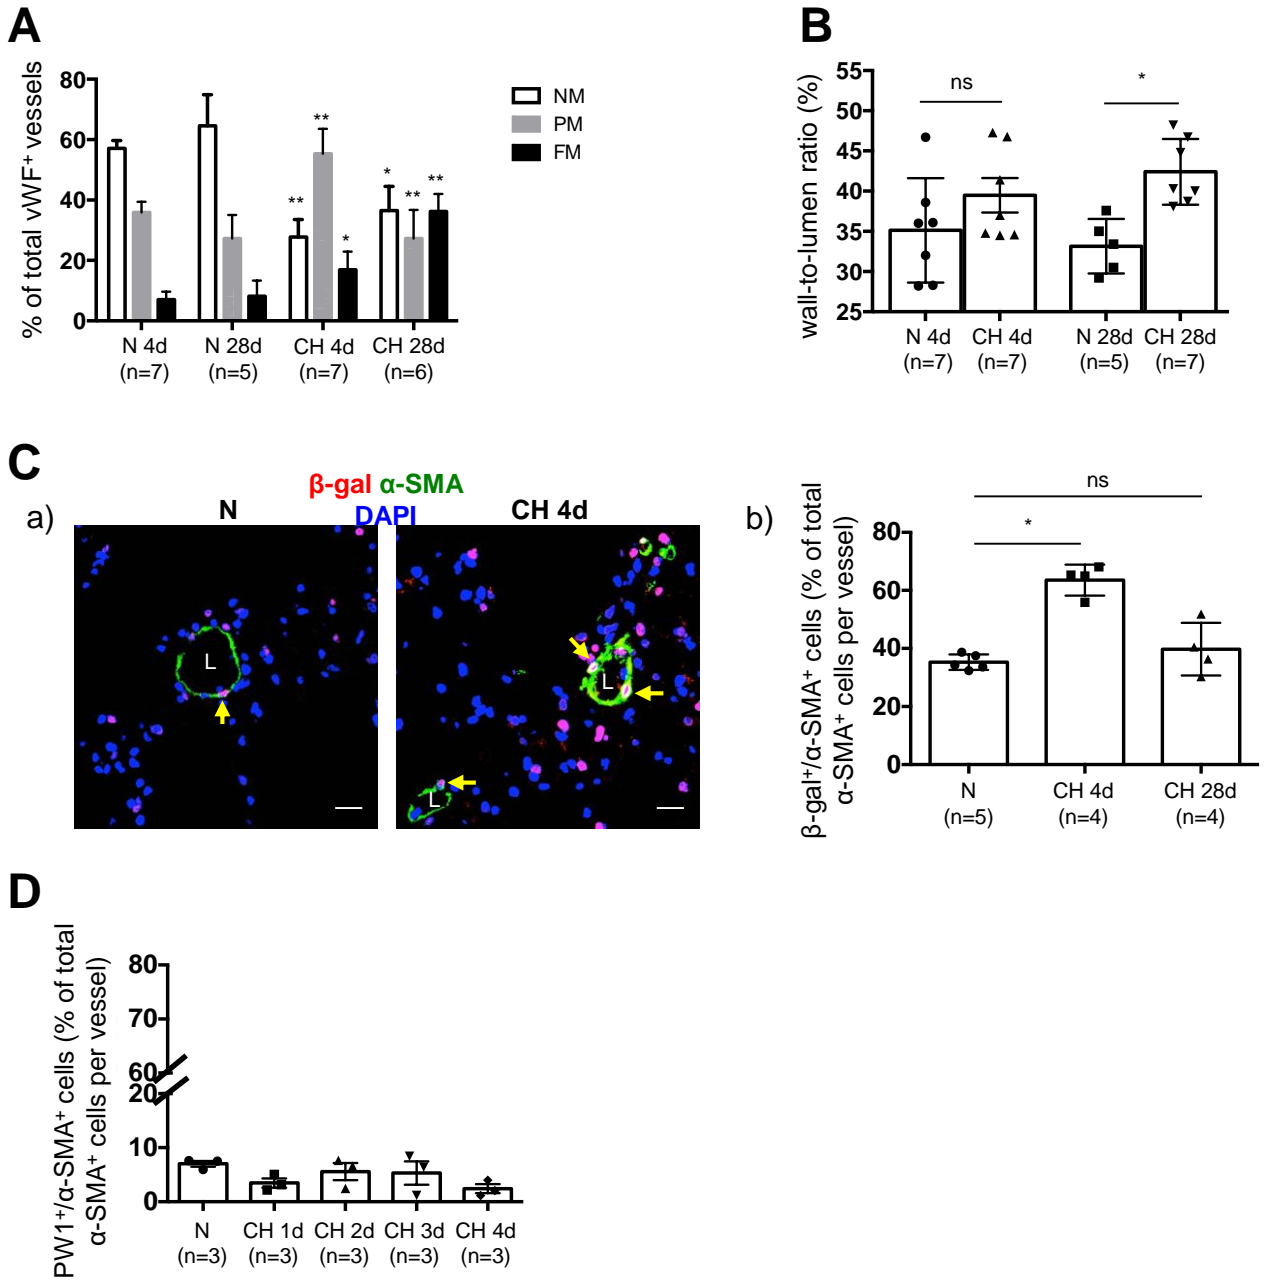 A
% of total vWF⁺ vessels
80
60
40
20
0
**
**
*
*
**
**
N 4d
(n=7)
N 28d
(n=5)
CH 4d
(n=7)
CH 28d
(n=6)
NM
PM
FM
B
wall-to-lumen ratio (%)
55
50
45
40
35
30
25
ns
*
N 4d
(n=7)
CH 4d
(n=7)
N 28d
(n=5)
CH 28d
(n=7)
C
a)
β-gal α-SMA
DAPI
N
CH 4d
L
L
L
b)
β-gal⁺/α-SMA⁺ cells (% of total
α-SMA⁺ cells per vessel)
80
60
40
20
0
ns
*
N
(n=5)
CH 4d
(n=4)
CH 28d
(n=4)
D
PW1⁺/α-SMA⁺ cells (% of total
α-SMA⁺ cells per vessel)
80
70
60
20
10
0
N
(n=3)
CH 1d
(n=3)
CH 2d
(n=3)
CH 3d
(n=3)
CH 4d
(n=3)